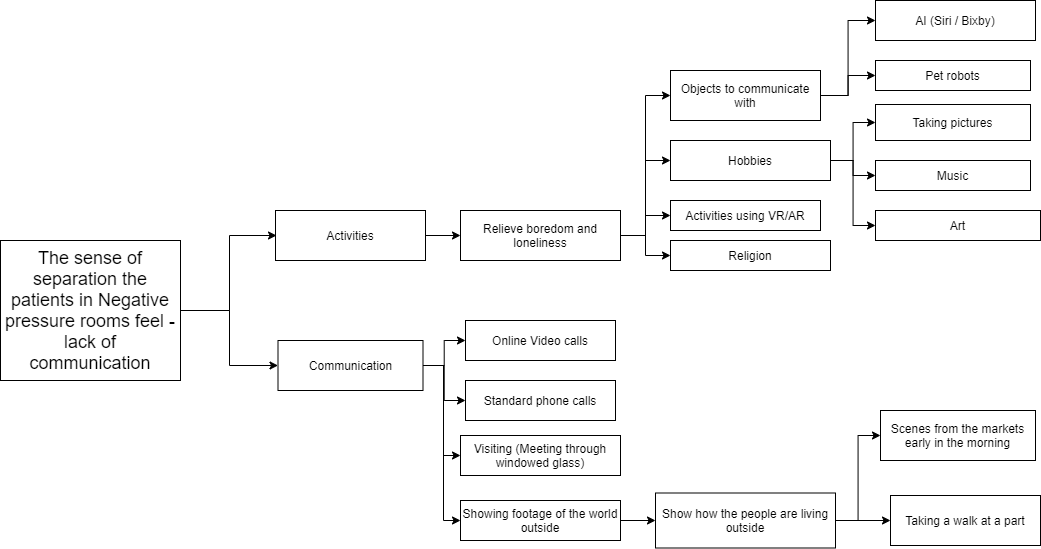 The sense of
separation the
patients in Negative
pressure rooms feel -
lack of
communication
Activities
Relieve boredom and
loneliness
Objects to communicate
with
AI (Siri / Bixby)
Pet robots
Hobbies
Taking pictures
Music
Art
Activities using VR/AR
Religion
Communication
Online Video calls
Standard phone calls
Visiting (Meeting through
windowed glass)
Showing footage of the world
outside
Show how the people are living
outside
Scenes from the markets
early in the morning
Taking a walk at a part